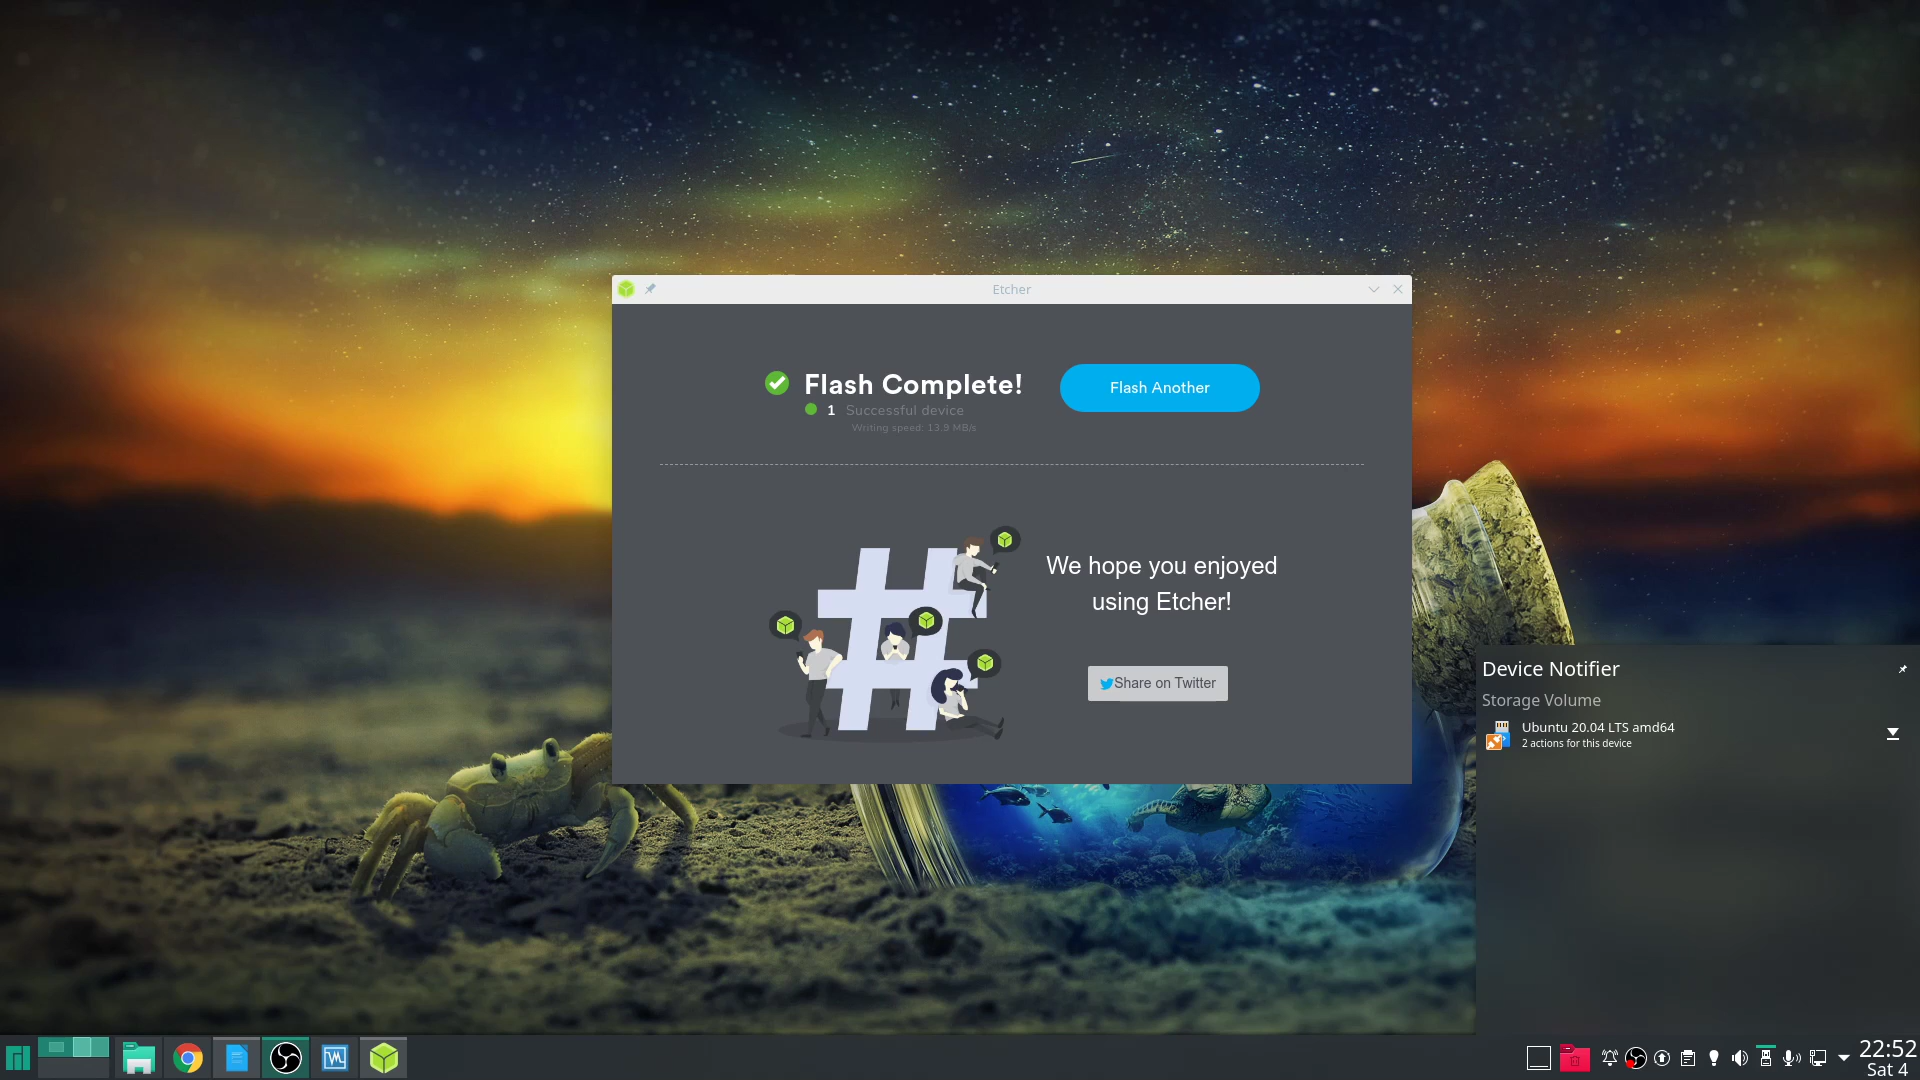 Etcher
Flash Complete!
Flash Another
1 Successful device
Writing speed: 13.9 MB/s
We hope you enjoyed
using Etcher!
Share on Twitter
Device Notifier
Storage Volume
Ubuntu 20.04 LTS amd64
2 actions for this device
22:52
Sat 4